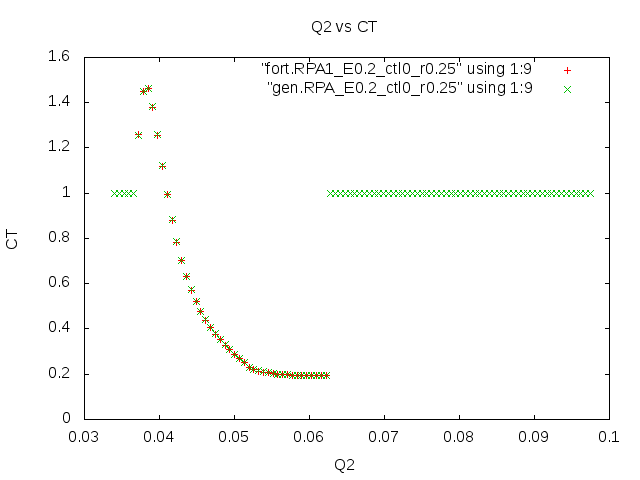 Q2 vs CT
"fort.RPA1_E0.2_ctl0_r0.25" using 1:9
"gen.RPA_E0.2_ctl0_r0.25" using 1:9
1.6
1.4
1.2
1
0.8
0.6
0.4
0.2
0
CT
0.03 0.04 0.05 0.06 0.07 0.08 0.09 0.1
Q2